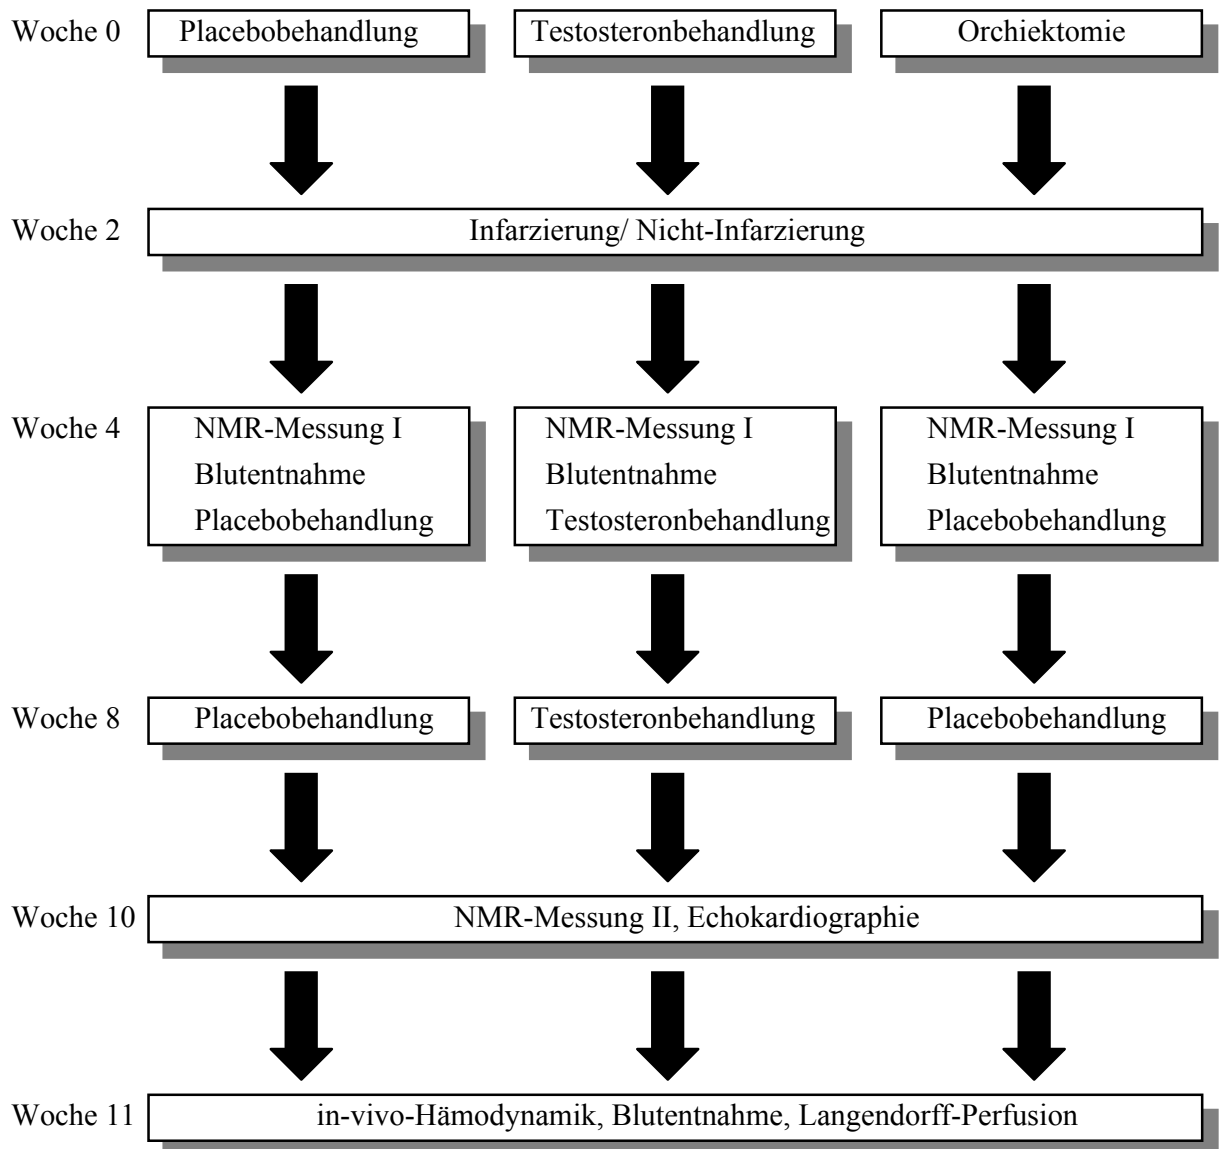 Woche 0 Placebobehandlung Testosteronbehandlung Orchiektomie
Woche 2 Infarzierung/ Nicht-Infarzierung
Woche 4 NMR-Messung I NMR-Messung I NMR-Messung I
Blutentnahme Blutentnahme Blutentnahme
Placebobehandlung Testosteronbehandlung Placebobehandlung
Woche 8 Placebobehandlung Testosteronbehandlung Placebobehandlung
Woche 10 NMR-Messung II, Echokardiographie
Woche 11 in-vivo-Hämodynamik, Blutentnahme, Langendorff-Perfusion